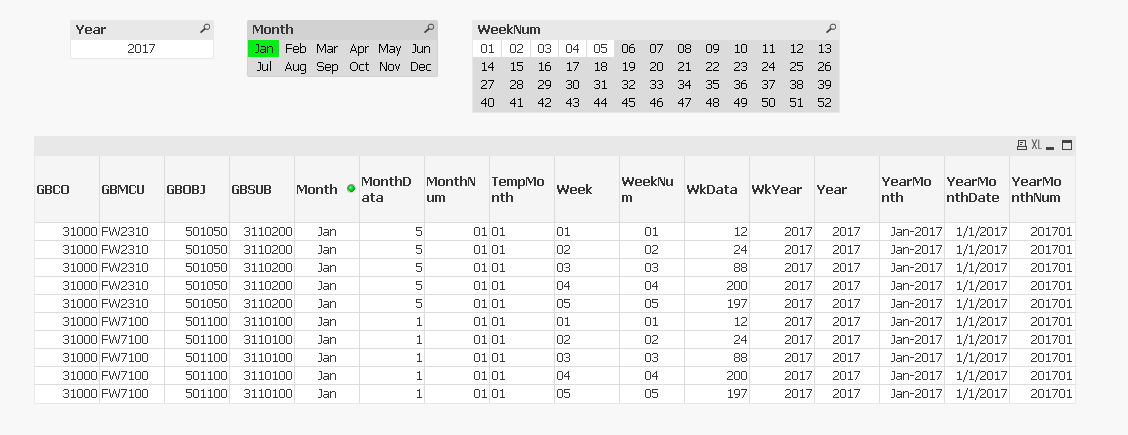 Year
2017
Month
Jan Feb Mar Apr May Jun
Jul Aug Sep Oct Nov Dec
WeekNum
01 02 03 04 05 06 07 08 09 10 11 12 13
14 15 16 17 18 19 20 21 22 23 24 25 26
27 28 29 30 31 32 33 34 35 36 37 38 39
40 41 42 43 44 45 46 47 48 49 50 51 52
XL
GBCO GBMCU GBOBJ GBSUB Month MonthD TempMo Week WeekNu WkData WkYear Year YearMo YearMo YearMo
ata MonthN um nth m nth nthDate nthNum
31000 FW2310 501050 3110200 Jan 5 01 01 01 01 12 2017 2017 Jan-2017 1/1/2017 201701
31000 FW2310 501050 3110200 Jan 5 01 01 02 02 24 2017 2017 Jan-2017 1/1/2017 201701
31000 FW2310 501050 3110200 Jan 5 01 01 03 03 88 2017 2017 Jan-2017 1/1/2017 201701
31000 FW2310 501050 3110200 Jan 5 01 01 04 04 200 2017 2017 Jan-2017 1/1/2017 201701
31000 FW2310 501050 3110200 Jan 5 01 01 05 05 197 2017 2017 Jan-2017 1/1/2017 201701
31000 FW7100 501100 3110100 Jan 1 01 01 01 01 12 2017 2017 Jan-2017 1/1/2017 201701
31000 FW7100 501100 3110100 Jan 1 01 01 02 02 24 2017 2017 Jan-2017 1/1/2017 201701
31000 FW7100 501100 3110100 Jan 1 01 01 03 03 88 2017 2017 Jan-2017 1/1/2017 201701
31000 FW7100 501100 3110100 Jan 1 01 01 04 04 200 2017 2017 Jan-2017 1/1/2017 201701
31000 FW7100 501100 3110100 Jan 1 01 01 05 05 197 2017 2017 Jan-2017 1/1/2017 201701